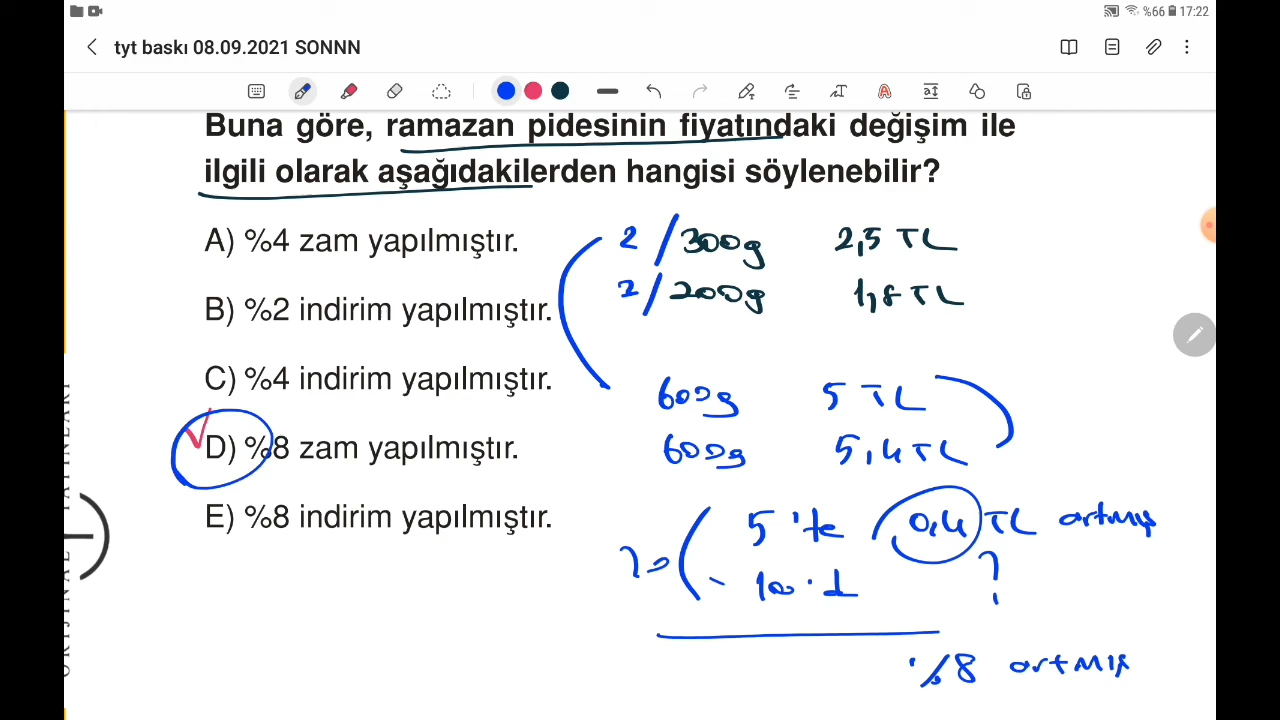 %66 17:22
tyt baskı 08.09.2021 SONNN
Buna göre, ramazan pidesinin fiyatındaki değişim ile
ilgili olarak aşağıdakilerden hangisi söylenebilir?
A) %4 zam yapılmıştır.
B) %2 indirim yapılmıştır.
C) %4 indirim yapılmıştır.
D) %8 zam yapılmıştır.
E) %8 indirim yapılmıştır.
2 / 300g 2,5 TL
2 / 200g 1,8 TL
600g 5 TL
600g 5,4 TL
5 'te 0,4 TL artmış
20 100 'd ?
%8 artmış